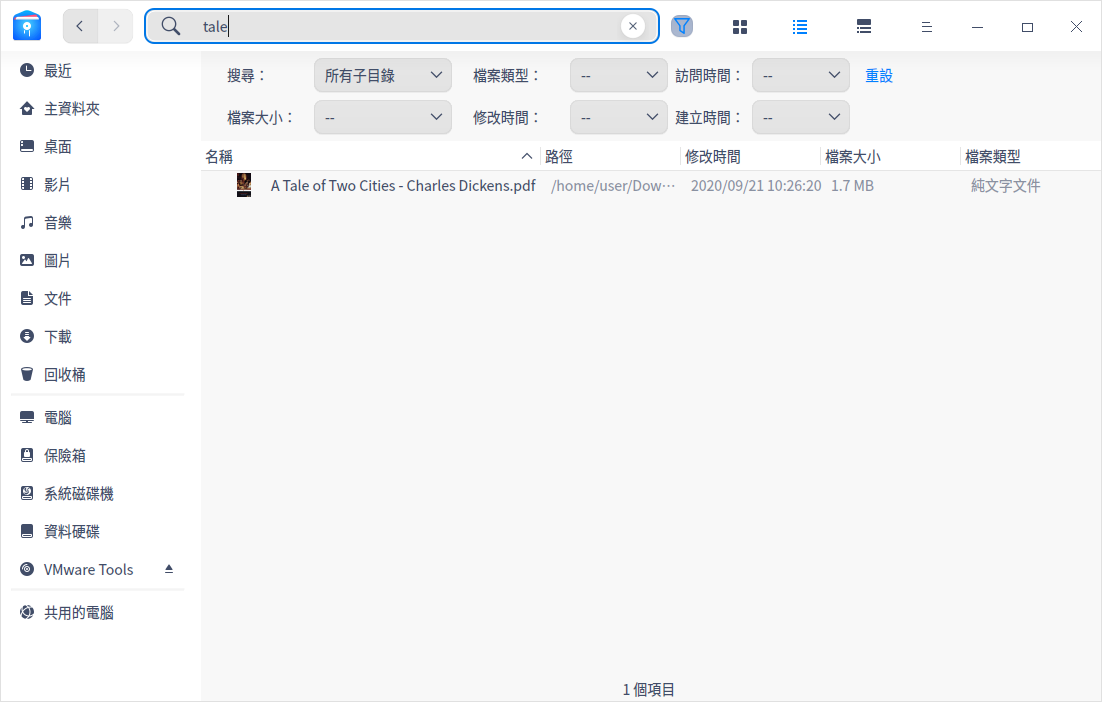 tale
搜尋： 所有子目錄 檔案類型： -- 訪問時間： -- 重設
檔案大小： -- 修改時間： -- 建立時間： --
名稱 路徑 修改時間 檔案大小 檔案類型
A Tale of Two Cities - Charles Dickens.pdf /home/user/Dow··· 2020/09/21 10:26:20 1.7 MB 純文字文件
最近
主資料夾
桌面
影片
音樂
圖片
文件
下載
回收桶
電腦
保險箱
系統磁碟機
資料硬碟
VMware Tools
共用的電腦
1 個項目